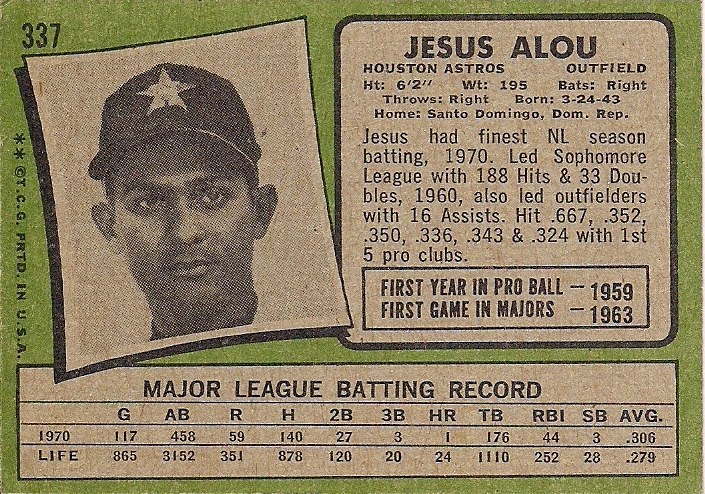 337
JESUS ALOU
HOUSTON ASTROS OUTFIELD
Ht: 6'2" Wt: 195 Bats: Right
Throws: Right Born: 3-24-43
Home: Santo Domingo, Dom. Rep.
Jesus had finest NL season
batting, 1970. Led Sophomore
League with 188 Hits & 33 Dou-
bles, 1960, also led outfielders
with 16 Assists. Hit .667, .352,
.350, .336, .343 & .324 with 1st
5 pro clubs.
FIRST YEAR IN PRO BALL — 1959
FIRST GAME IN MAJORS — 1963
**©T.C.G. PRTD. IN U.S.A.
MAJOR LEAGUE BATTING RECORD
G AB R H 2B 3B HR TB RBI SB AVG.
1970 117 458 59 140 27 3 1 176 44 3 .306
LIFE 865 3152 351 878 120 20 24 1110 252 28 .279